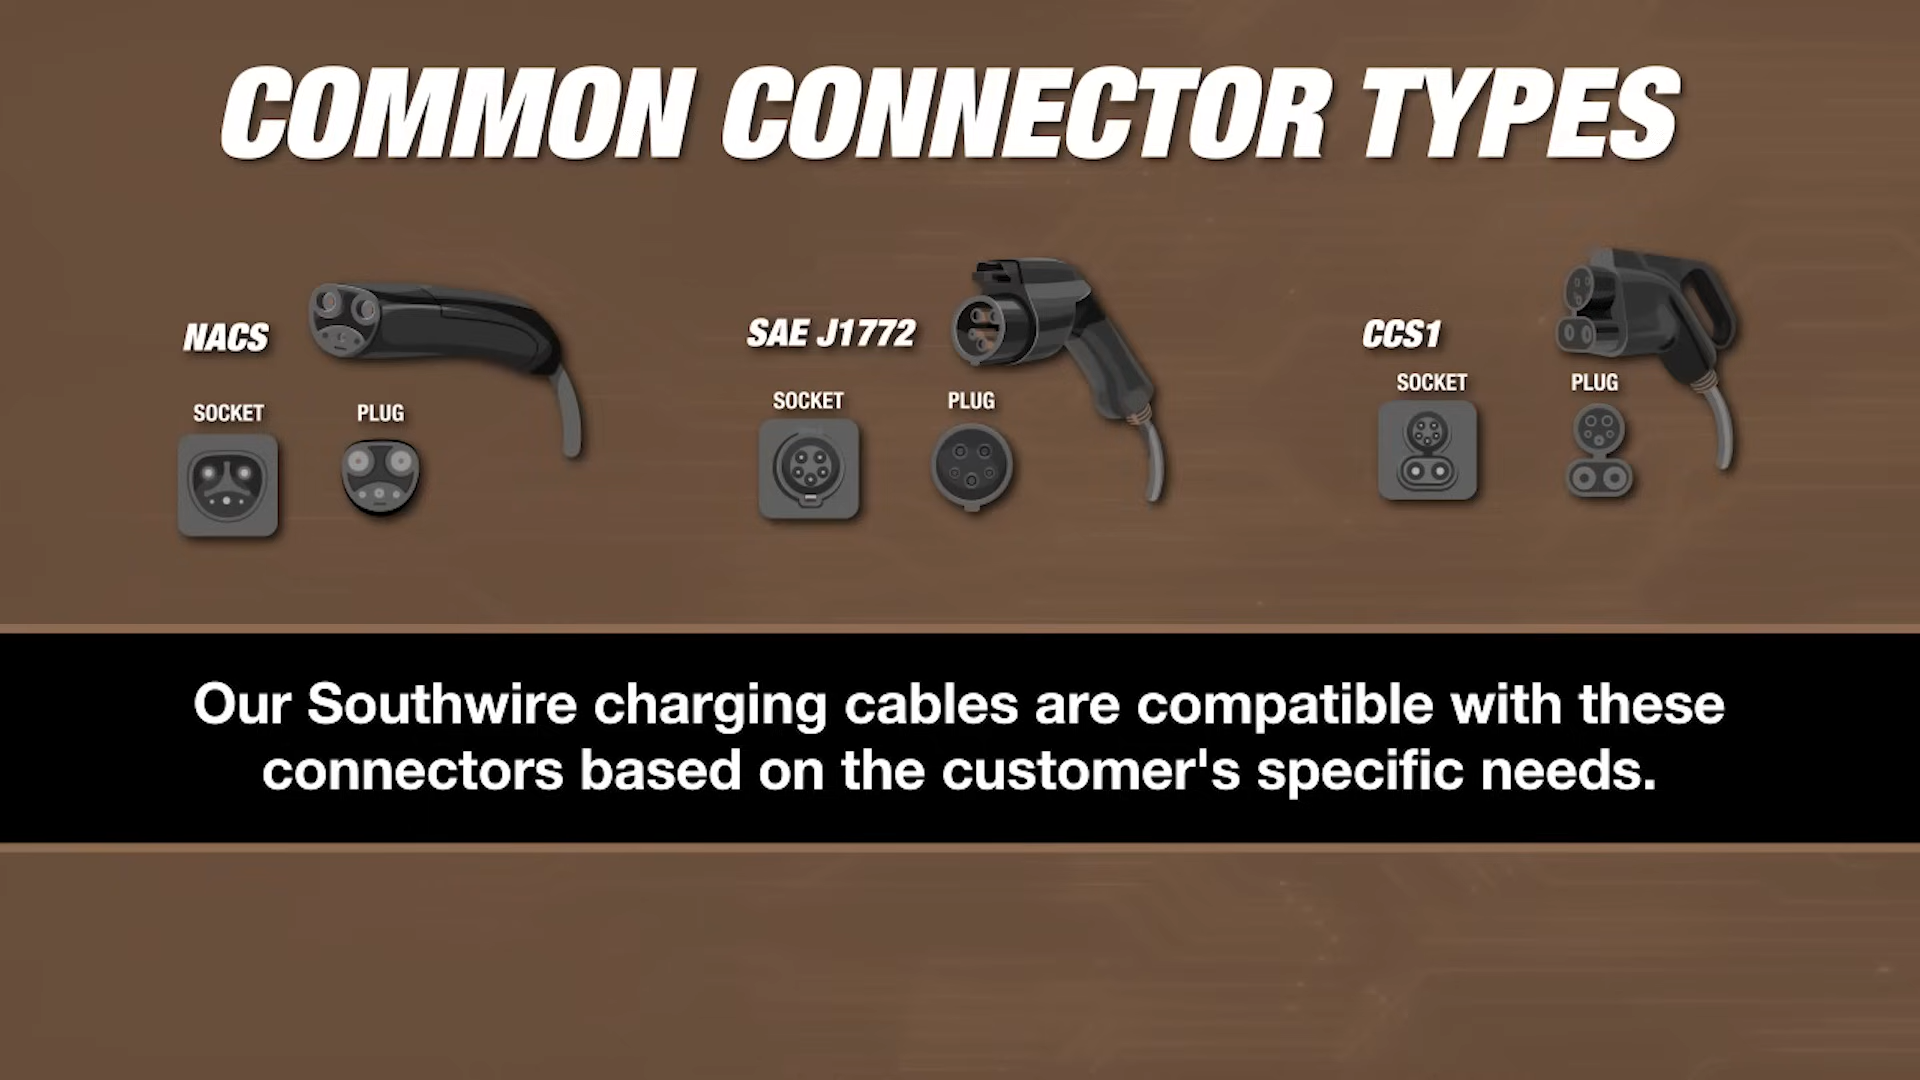 COMMON CONNECTOR TYPES
NACS
SOCKET
PLUG
SAE J1772
SOCKET
PLUG
CCS1
SOCKET
PLUG
Our Southwire charging cables are compatible with these
connectors based on the customer's specific needs.